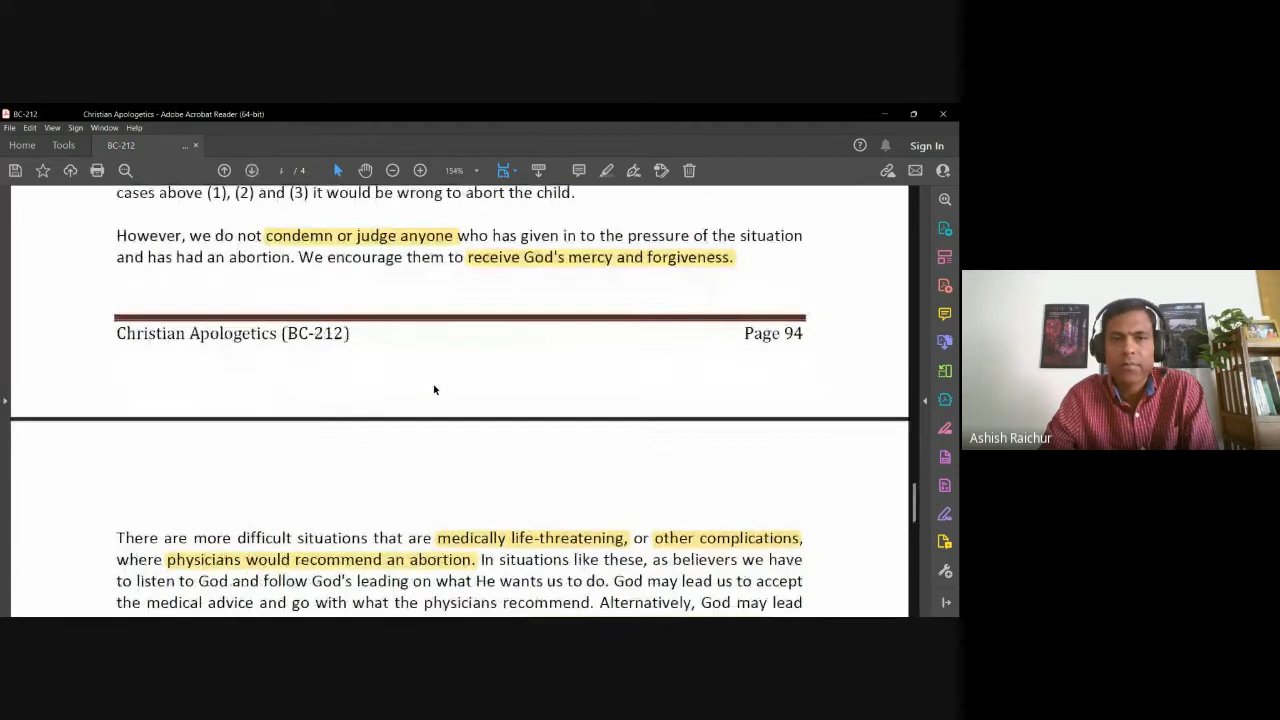 BC-212 Christian Apologetics - Adobe Acrobat Reader (64-bit)
File Edit View Sign Window Help
Home Tools BC-212 ... ×
Sign In
3 / 4 154%
cases above (1), (2) and (3) it would be wrong to abort the child.
However, we do not condemn or judge anyone who has given in to the pressure of the situation
and has had an abortion. We encourage them to receive God's mercy and forgiveness.
Christian Apologetics (BC-212) Page 94
There are more difficult situations that are medically life-threatening, or other complications,
where physicians would recommend an abortion. In situations like these, as believers we have
to listen to God and follow God's leading on what He wants us to do. God may lead us to accept
the medical advice and go with what the physicians recommend. Alternatively, God may lead
Ashish Raichur